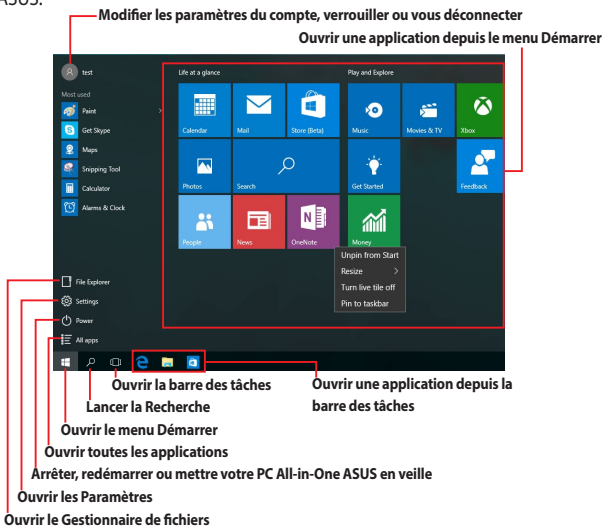 ASUS.
Modifier les paramètres du compte, verrouiller ou vous déconnecter
Ouvrir une application depuis le menu Démarrer
test
Life at a glance
Play and Explore
Most used
Paint
Get Skype
Maps
Snipping Tool
Calculator
Alarms & Clock
Calendar
Mail
Store (Beta)
Music
Movies & TV
Xbox
Photos
Search
Get Started
Feedback
People
News
OneNote
Money
Unpin from Start
Resize
Turn live tile off
Pin to taskbar
File Explorer
Settings
Power
All apps
Ouvrir la barre des tâches
Ouvrir une application depuis la
barre des tâches
Lancer la Recherche
Ouvrir le menu Démarrer
Ouvrir toutes les applications
Arrêter, redémarrer ou mettre votre PC All-in-One ASUS en veille
Ouvrir les Paramètres
Ouvrir le Gestionnaire de fichiers